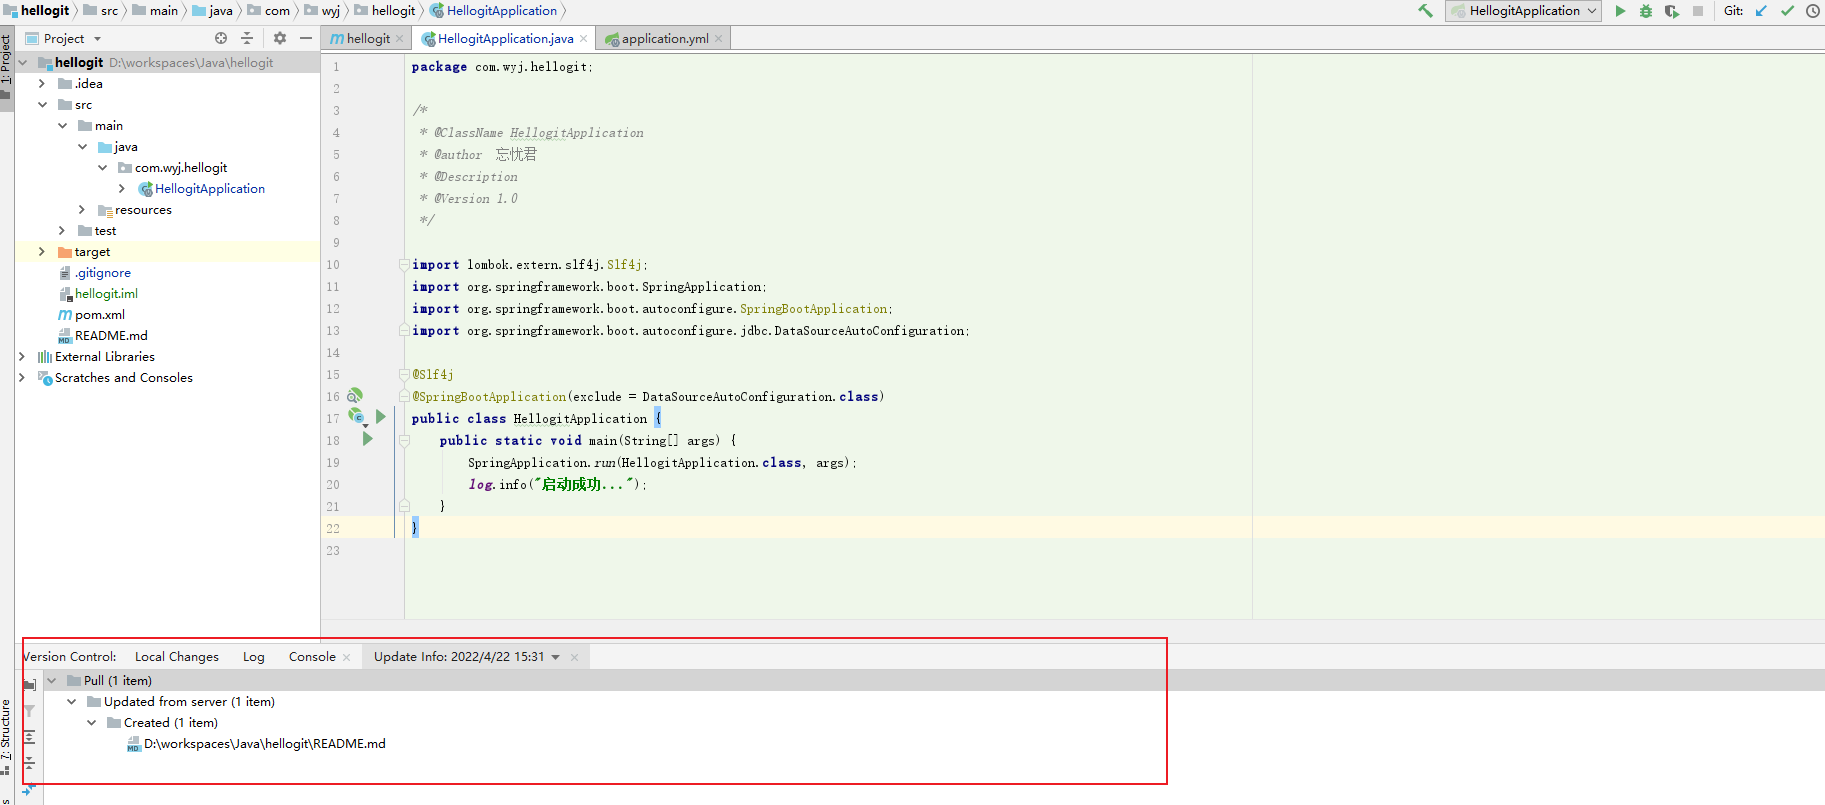 hellogit src main java com wyj hellogit HellogitApplication HellogitApplication Git:
1: Project
Project
hellogit HellogitApplication.java application.yml
hellogit D:\workspaces\Java\hellogit
.idea
src
main
java
com.wyj.hellogit
HellogitApplication
resources
test
target
.gitignore
hellogit.iml
pom.xml
README.md
External Libraries
Scratches and Consoles
1 package com.wyj.hellogit;
2
3 /*
4 * @ClassName HellogitApplication
5 * @author 忘忧君
6 * @Description
7 * @Version 1.0
8 */
9
10 import lombok.extern.slf4j.Slf4j;
11 import org.springframework.boot.SpringApplication;
12 import org.springframework.boot.autoconfigure.SpringBootApplication;
13 import org.springframework.boot.autoconfigure.jdbc.DataSourceAutoConfiguration;
14
15 @Slf4j
16 @SpringBootApplication(exclude = DataSourceAutoConfiguration.class)
17 public class HellogitApplication {
18 public static void main(String[] args) {
19 SpringApplication.run(HellogitApplication.class, args);
20 log.info("启动成功...");
21 }
22 }
23
Version Control: Local Changes Log Console Update Info: 2022/4/22 15:31
Pull (1 item)
Updated from server (1 item)
Created (1 item)
D:\workspaces\Java\hellogit\README.md
7: Structure